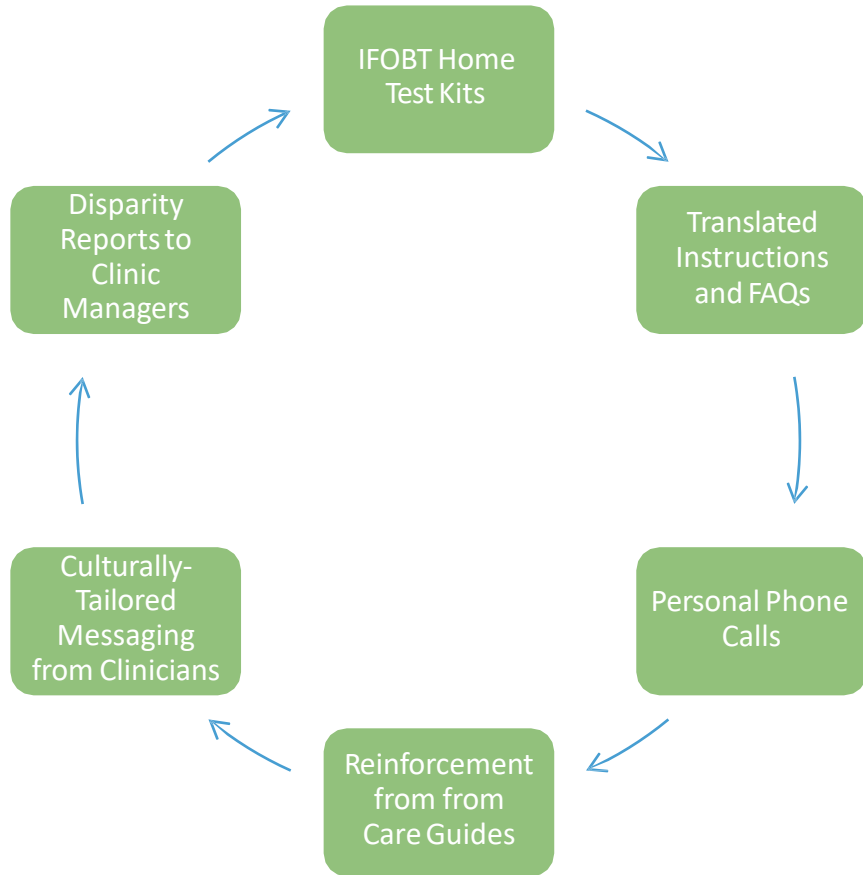 IFOBT Home
Test Kits
Translated
Instructions
and FAQs
Personal Phone
Calls
Reinforcement
from from
Care Guides
Culturally-
Tailored
Messaging
from Clinicians
Disparity
Reports to
Clinic
Managers